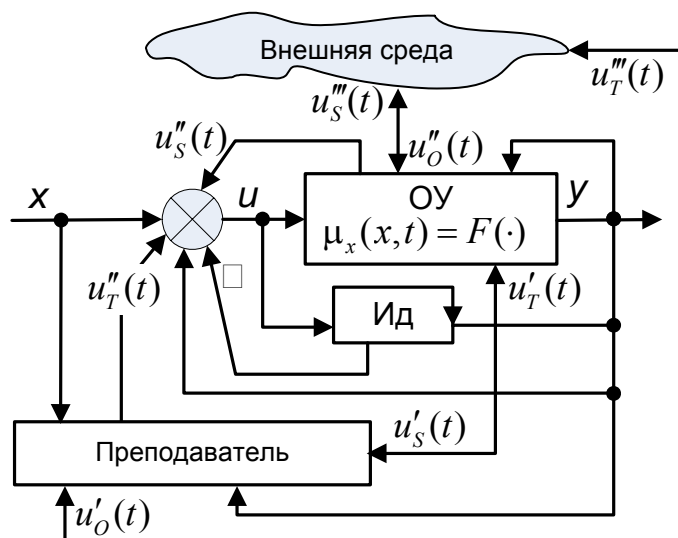 Внешняя среда
u'''_T(t)
u'''_S(t)
u''_S(t)
u''_O(t)
x
u
ОУ
y
μ_x(x,t) = F(·)
u''_T(t)
u'_T(t)
Ид
u'_S(t)
Преподаватель
u'_O(t)